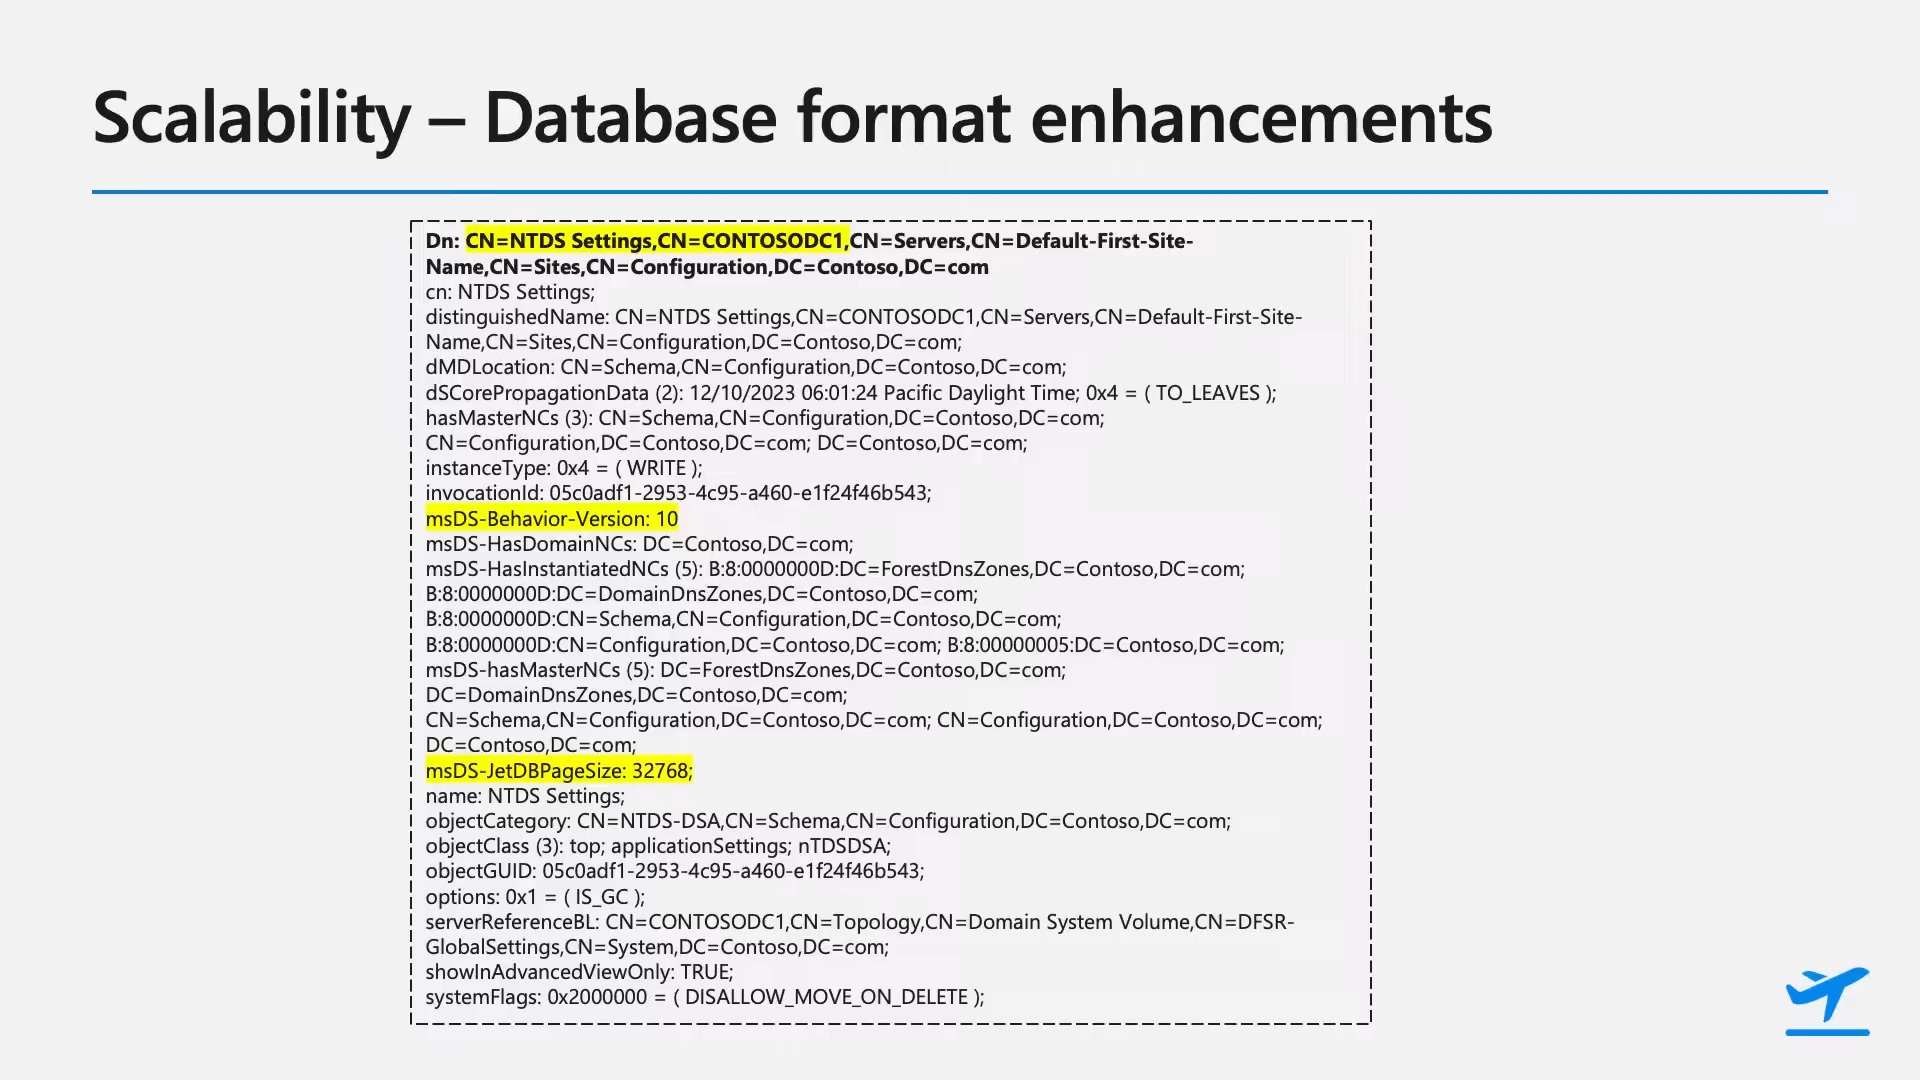 Scalability – Database format enhancements
Dn: CN=NTDS Settings,CN=CONTOSODC1,CN=Servers,CN=Default-First-Site-
Name,CN=Sites,CN=Configuration,DC=Contoso,DC=com
cn: NTDS Settings;
distinguishedName: CN=NTDS Settings,CN=CONTOSODC1,CN=Servers,CN=Default-First-Site-
Name,CN=Sites,CN=Configuration,DC=Contoso,DC=com;
dMDLocation: CN=Schema,CN=Configuration,DC=Contoso,DC=com;
dSCorePropagationData (2): 12/10/2023 06:01:24 Pacific Daylight Time; 0x4 = ( TO_LEAVES );
hasMasterNCs (3): CN=Schema,CN=Configuration,DC=Contoso,DC=com;
CN=Configuration,DC=Contoso,DC=com; DC=Contoso,DC=com;
instanceType: 0x4 = ( WRITE );
invocationId: 05c0adf1-2953-4c95-a460-e1f24f46b543;
msDS-Behavior-Version: 10
msDS-HasDomainNCs: DC=Contoso,DC=com;
msDS-HasInstantiatedNCs (5): B:8:0000000D:DC=ForestDnsZones,DC=Contoso,DC=com;
B:8:0000000D:DC=DomainDnsZones,DC=Contoso,DC=com;
B:8:0000000D:CN=Schema,CN=Configuration,DC=Contoso,DC=com;
B:8:0000000D:CN=Configuration,DC=Contoso,DC=com; B:8:00000005:DC=Contoso,DC=com;
msDS-hasMasterNCs (5): DC=ForestDnsZones,DC=Contoso,DC=com;
DC=DomainDnsZones,DC=Contoso,DC=com;
CN=Schema,CN=Configuration,DC=Contoso,DC=com; CN=Configuration,DC=Contoso,DC=com;
DC=Contoso,DC=com;
msDS-JetDBPageSize: 32768;
name: NTDS Settings;
objectCategory: CN=NTDS-DSA,CN=Schema,CN=Configuration,DC=Contoso,DC=com;
objectClass (3): top; applicationSettings; nTDSDSA;
objectGUID: 05c0adf1-2953-4c95-a460-e1f24f46b543;
options: 0x1 = ( IS_GC );
serverReferenceBL: CN=CONTOSODC1,CN=Topology,CN=Domain System Volume,CN=DFSR-
GlobalSettings,CN=System,DC=Contoso,DC=com;
showInAdvancedViewOnly: TRUE;
systemFlags: 0x2000000 = ( DISALLOW_MOVE_ON_DELETE );